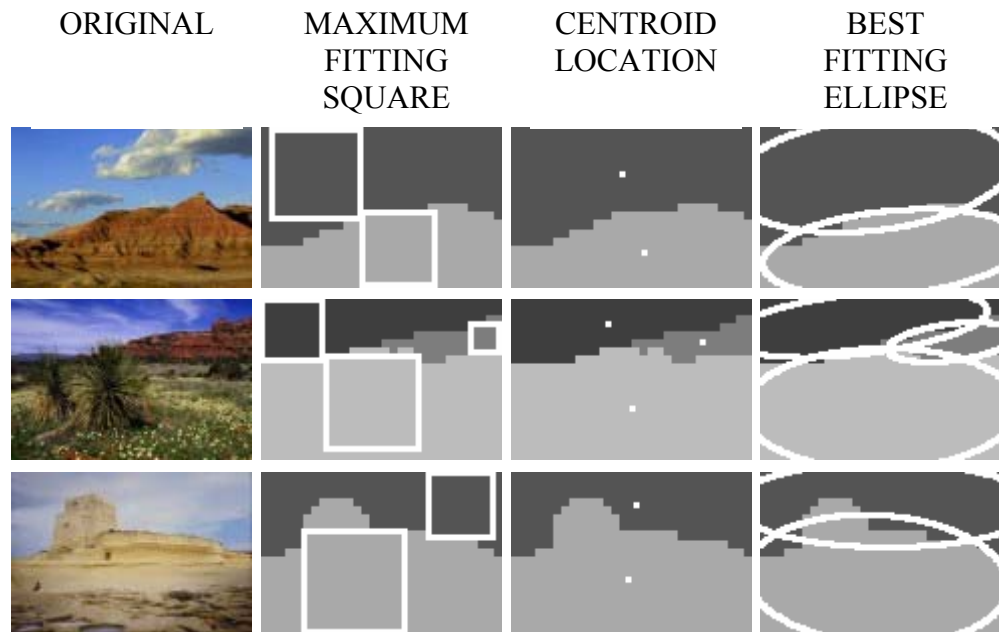 ORIGINAL
MAXIMUM
FITTING
SQUARE
CENTROID
LOCATION
BEST
FITTING
ELLIPSE